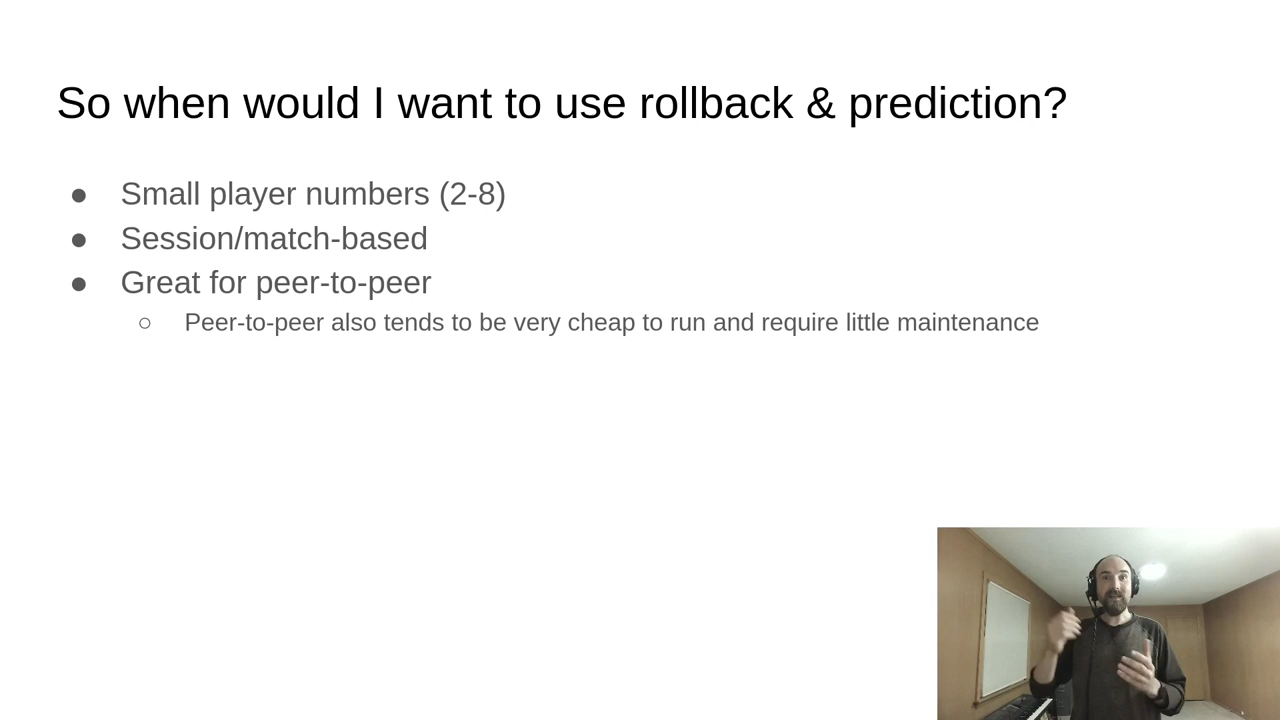 So when would I want to use rollback & prediction?
● Small player numbers (2-8)
● Session/match-based
● Great for peer-to-peer
○ Peer-to-peer also tends to be very cheap to run and require little maintenance